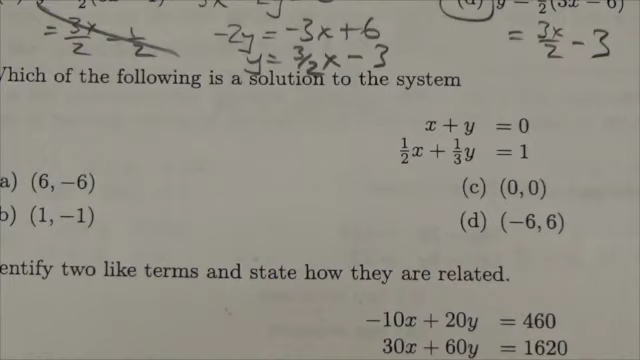 (d) y = 1/2(3x − 6)
= 3x/2 −
-2y = -3x+6
= 3x/2 - 3
y = 3/2x - 3
Which of the following is a solution to the system
x + y = 0
1/2x + 1/3y = 1
a) (6, −6)
(c) (0, 0)
b) (1, −1)
(d) (−6, 6)
entify two like terms and state how they are related.
−10x + 20y = 460
30x + 60y = 1620